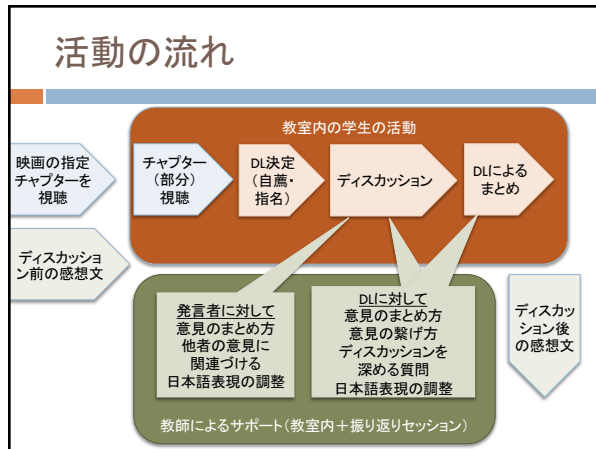 活動の流れ
教室内の学生の活動
映画の指定
チャプターを
視聴
チャプター
(部分)
視聴
DL決定
(自薦・
指名)
ディスカッション
DLによる
まとめ
ディスカッショ
ン前の感想文
発言者に対して
意見のまとめ方
他者の意見に
関連づける
日本語表現の調整
DLに対して
意見のまとめ方
意見の繋げ方
ディスカッションを
深める質問
日本語表現の調整
ディスカッ
ション後
の感想文
教師によるサポート(教室内+振り返りセッション)